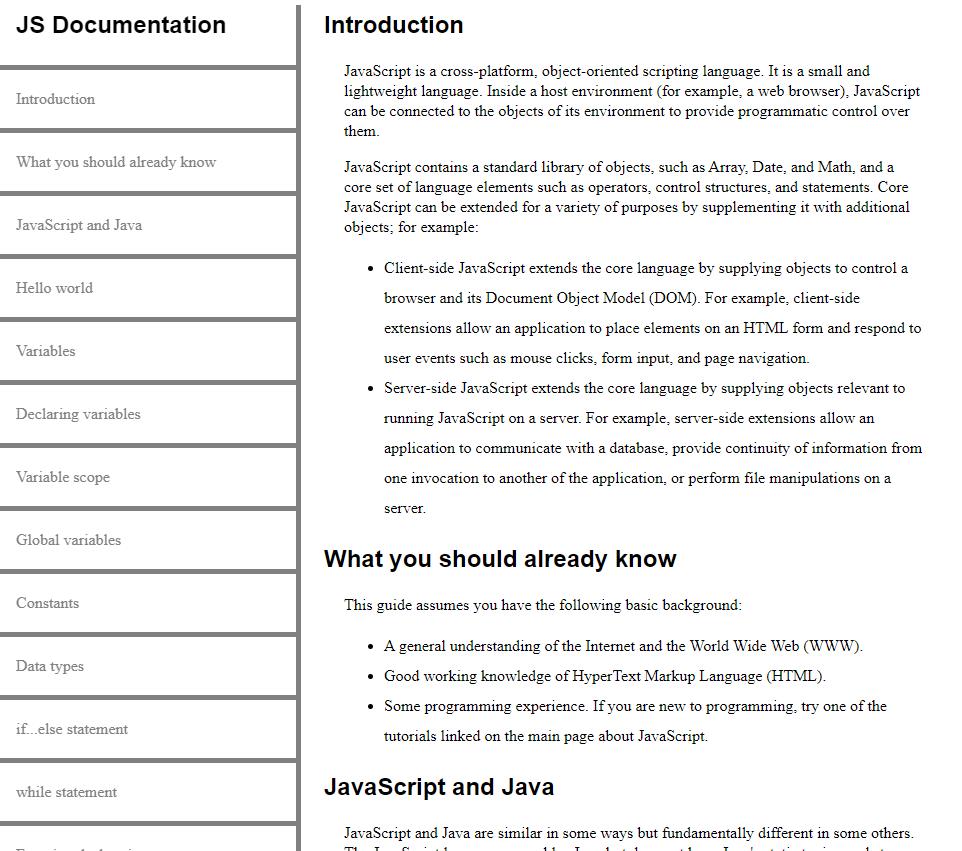 JS Documentation
Introduction
What you should already know
JavaScript and Java
Hello world
Variables
Declaring variables
Variable scope
Global variables
Constants
Data types
if...else statement
while statement
Introduction
JavaScript is a cross-platform, object-oriented scripting language. It is a small and
lightweight language. Inside a host environment (for example, a web browser), JavaScript
can be connected to the objects of its environment to provide programmatic control over
them.
JavaScript contains a standard library of objects, such as Array, Date, and Math, and a
core set of language elements such as operators, control structures, and statements. Core
JavaScript can be extended for a variety of purposes by supplementing it with additional
objects; for example:
• Client-side JavaScript extends the core language by supplying objects to control a
browser and its Document Object Model (DOM). For example, client-side
extensions allow an application to place elements on an HTML form and respond to
user events such as mouse clicks, form input, and page navigation.
• Server-side JavaScript extends the core language by supplying objects relevant to
running JavaScript on a server. For example, server-side extensions allow an
application to communicate with a database, provide continuity of information from
one invocation to another of the application, or perform file manipulations on a
server.
What you should already know
This guide assumes you have the following basic background:
• A general understanding of the Internet and the World Wide Web (WWW).
• Good working knowledge of HyperText Markup Language (HTML).
• Some programming experience. If you are new to programming, try one of the
tutorials linked on the main page about JavaScript.
JavaScript and Java
JavaScript and Java are similar in some ways but fundamentally different in some others.